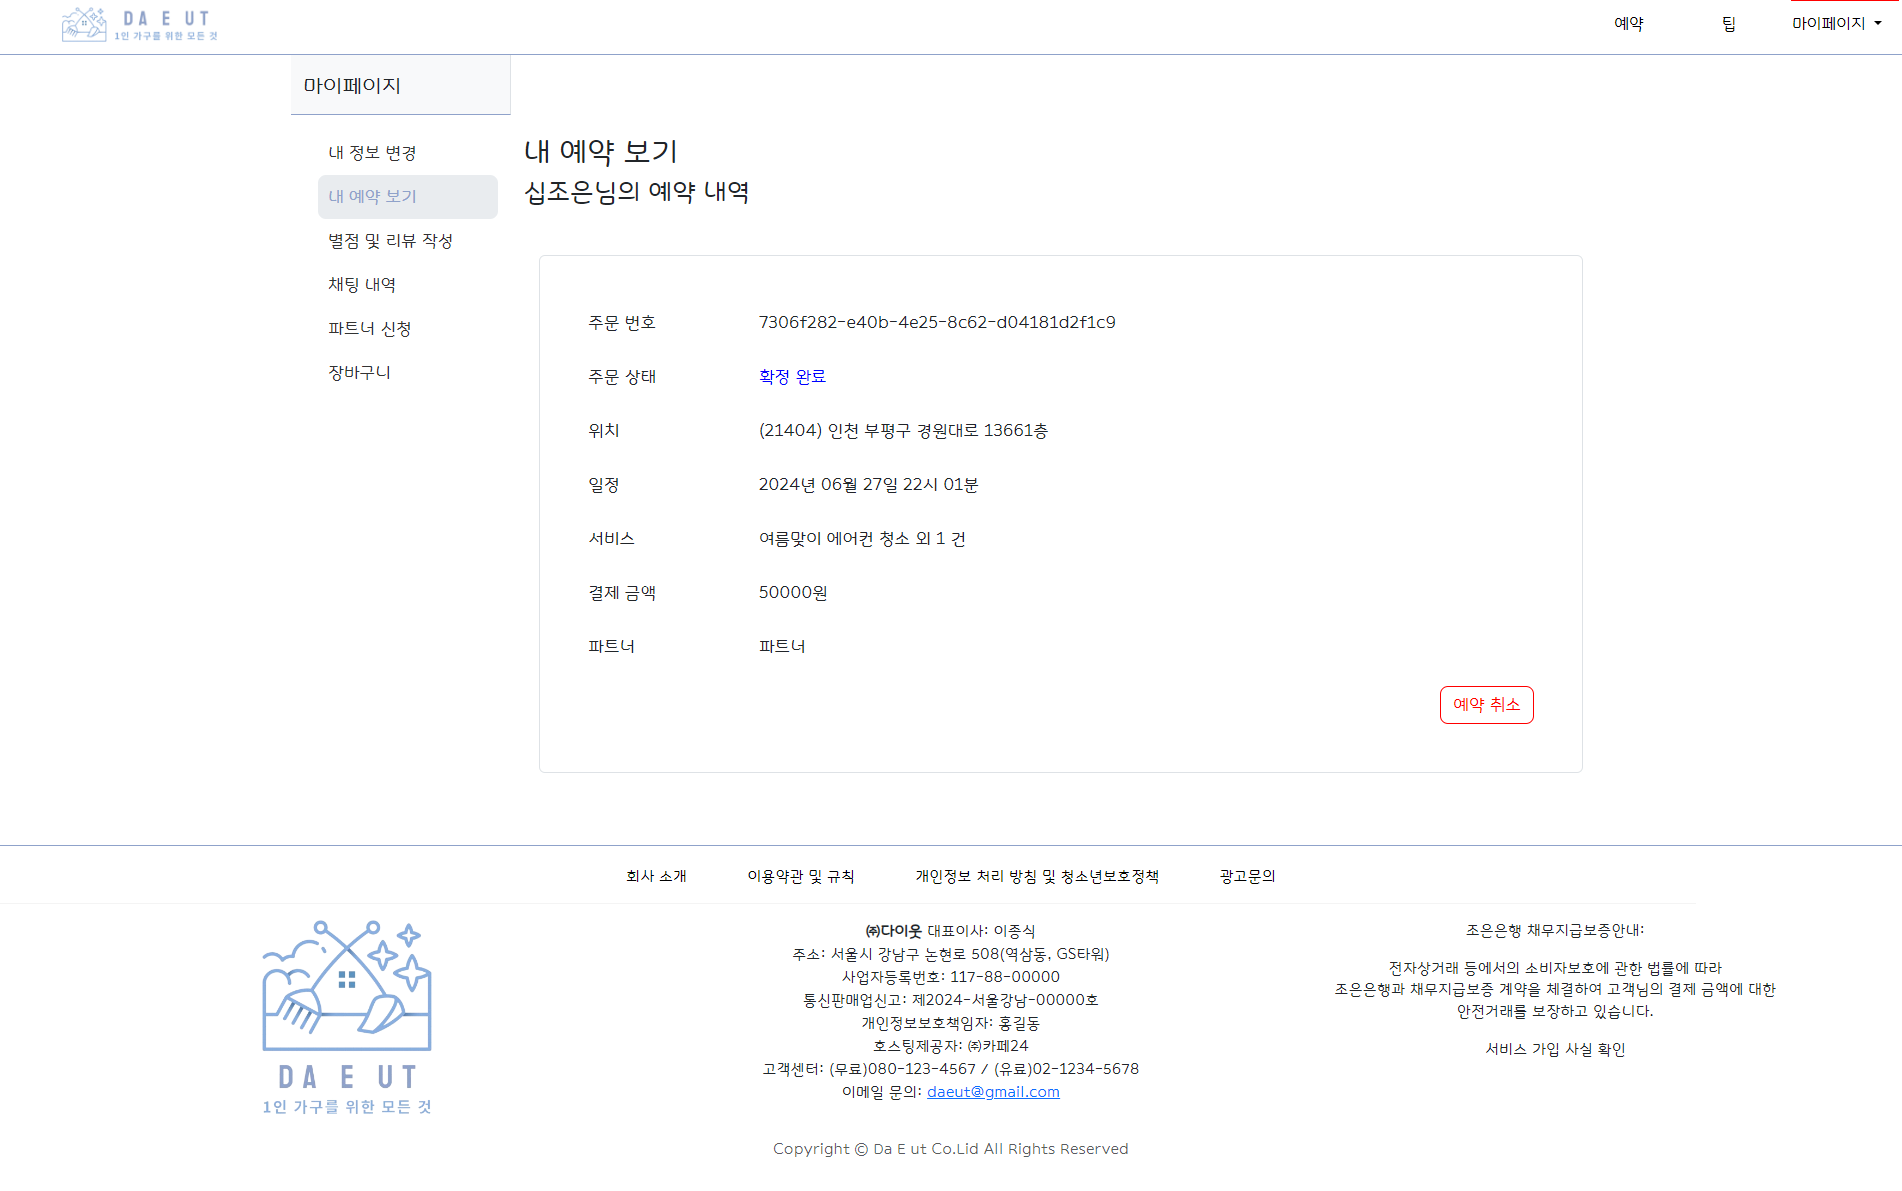 DA E UT
1인 가구를 위한 모든 것
예약 팁 마이페이지
마이페이지
내 정보 변경
내 예약 보기
별점 및 리뷰 작성
채팅 내역
파트너 신청
장바구니
내 예약 보기
십조은님의 예약 내역
주문 번호 7306f282-e40b-4e25-8c62-d04181d2f1c9
주문 상태 확정 완료
위치 (21404) 인천 부평구 경원대로 13661층
일정 2024년 06월 27일 22시 01분
서비스 여름맞이 에어컨 청소 외 1 건
결제 금액 50000원
파트너 파트너
예약 취소
회사 소개 이용약관 및 규칙 개인정보 처리 방침 및 청소년보호정책 광고문의
DA E UT
1인 가구를 위한 모든 것
㈜다이웃 대표이사: 이종식
주소: 서울시 강남구 논현로 508(역삼동, GS타워)
사업자등록번호: 117-88-00000
통신판매업신고: 제2024-서울강남-00000호
개인정보보호책임자: 홍길동
호스팅제공자: ㈜카페24
고객센터: (무료)080-123-4567 / (유료)02-1234-5678
이메일 문의: daeut@gmail.com
조은은행 채무지급보증안내:
전자상거래 등에서의 소비자보호에 관한 법률에 따라
조은은행과 채무지급보증 계약을 체결하여 고객님의 결제 금액에 대한
안전거래를 보장하고 있습니다.
서비스 가입 사실 확인
Copyright © Da E ut Co.Lid All Rights Reserved